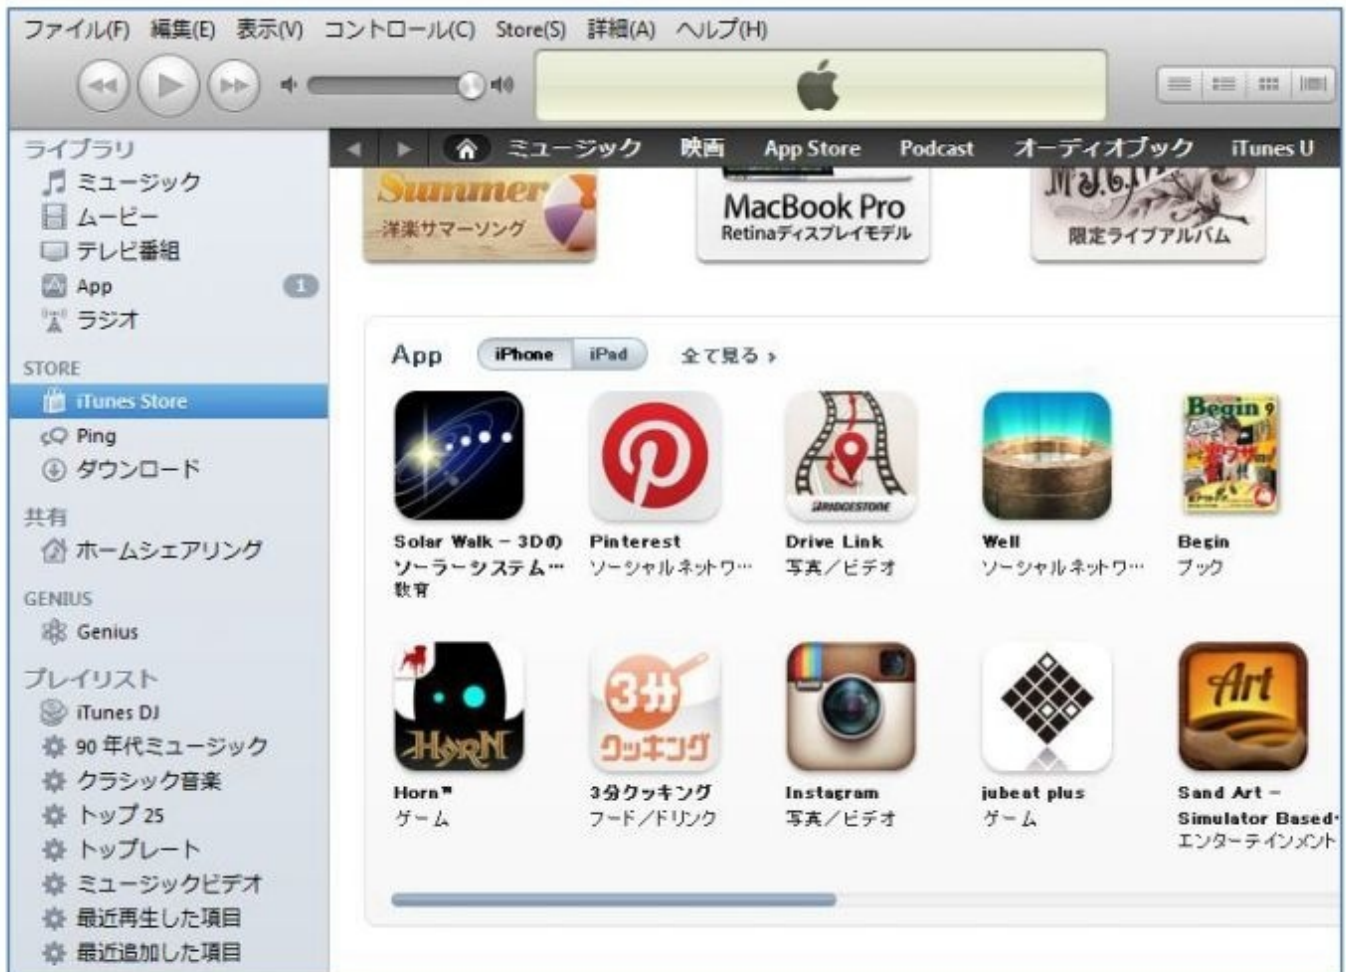 ファイル(F) 編集(E) 表示(V) コントロール(C) Store(S) 詳細(A) ヘルプ(H)
ライブラリ
ミュージック
ムービー
テレビ番組
App 1
ラジオ
STORE
iTunes Store
Ping
ダウンロード
共有
ホームシェアリング
GENIUS
Genius
プレイリスト
iTunes DJ
90 年代ミュージック
クラシック音楽
トップ 25
トップレート
ミュージックビデオ
最近再生した項目
最近追加した項目
ミュージック 映画 App Store Podcast オーディオブック iTunes U
Summer
洋楽サマーソング
MacBook Pro
Retinaディスプレイモデル
限定ライブアルバム
App iPhone iPad 全て見る
BRIDGESTONE
Begin 9
Solar Walk – 3Dの
ソーラーシステム…
教育
Pinterest
ソーシャルネットワ…
Drive Link
写真／ビデオ
Well
ソーシャルネットワ…
Begin
ブック
HORN
3分
クッキング
Art
Horn™
ゲーム
3分クッキング
フード／ドリンク
Instagram
写真／ビデオ
jubeat plus
ゲーム
Sand Art –
Simulator Based
エンターテインメント